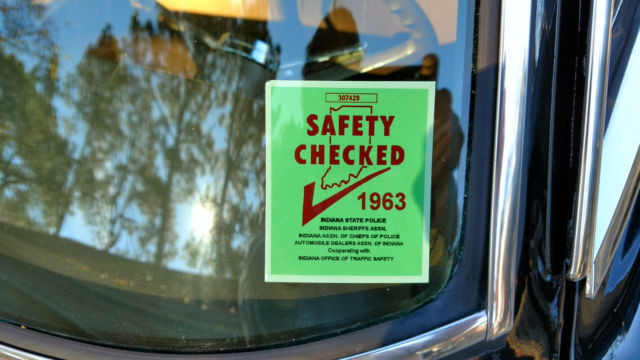 307429
SAFETY
CHECKED
1963
INDIANA STATE POLICE
INDIANA SHERIFFS ASSN.
INDIANA ASSN. OF CHIEFS OF POLICE
AUTOMOBILE DEALERS ASSN. OF INDIANA
Cooperating with
INDIANA OFFICE OF TRAFFIC SAFETY